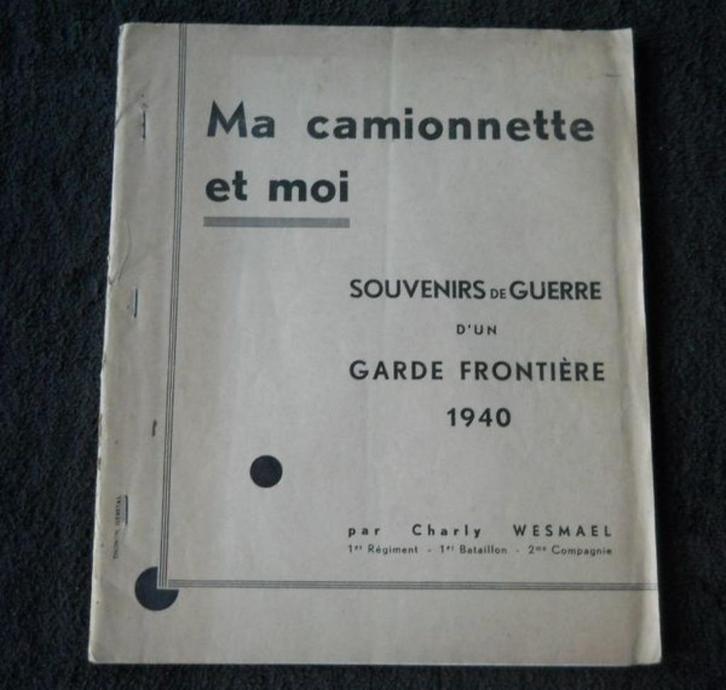 Ma camionnette
et moi
SOUVENIRS DE GUERRE
D'UN
GARDE FRONTIÈRE
1940
par Charly WESMAEL
1er Régiment - 1er Bataillon - 2me Compagnie